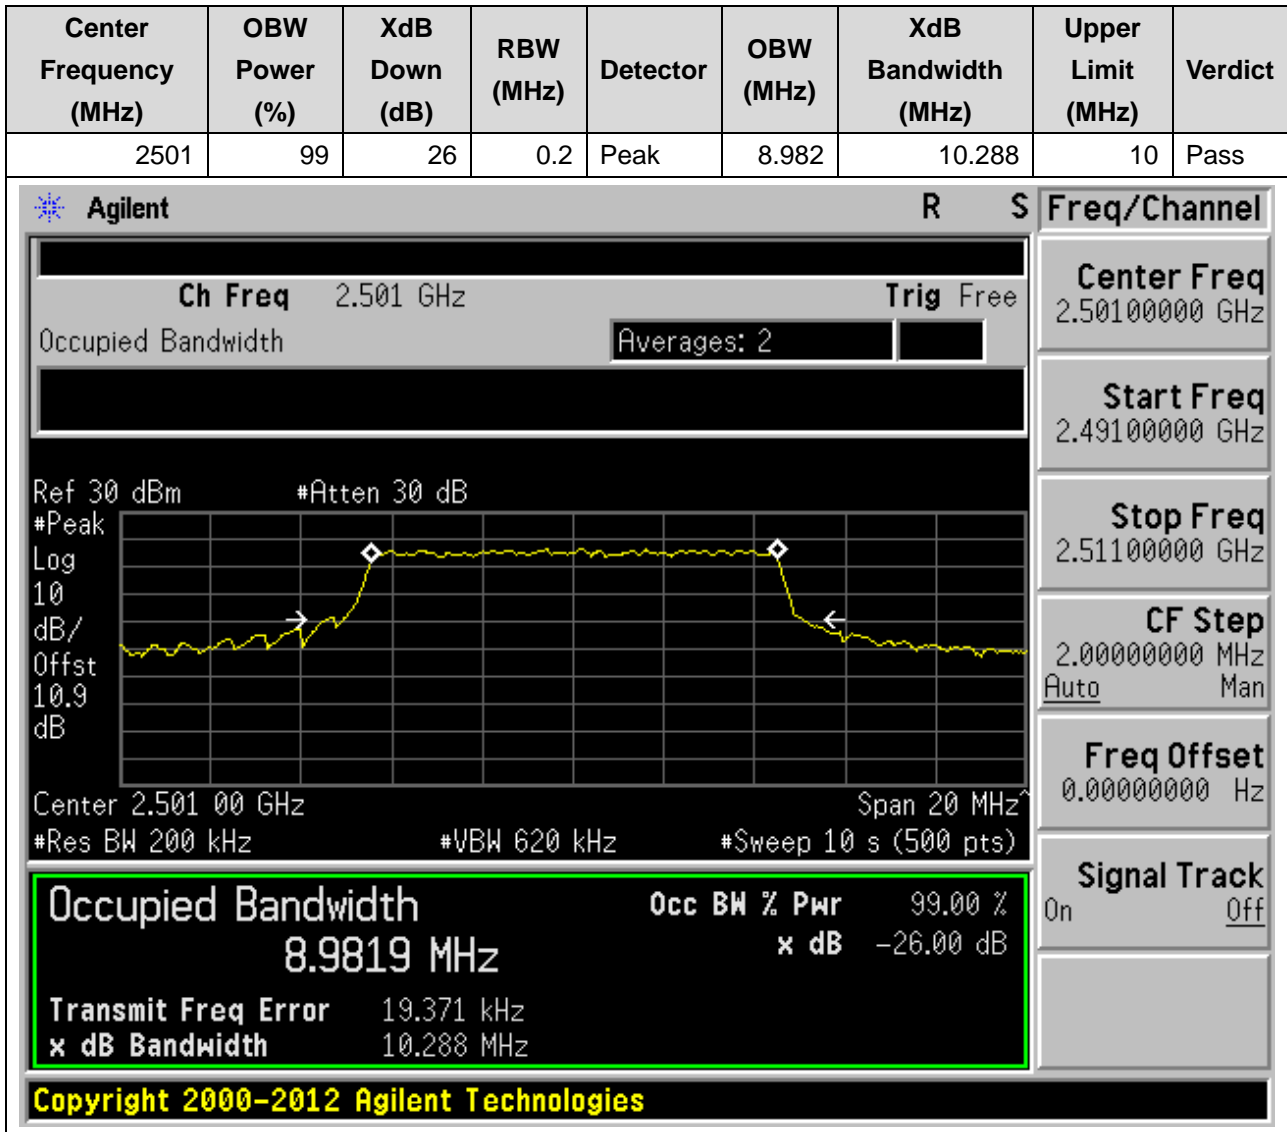 Center Frequency (MHz) OBW Power (%) XdB Down (dB) RBW (MHz) Detector OBW (MHz) XdB Bandwidth (MHz) Upper Limit (MHz) Verdict
2501 99 26 0.2 Peak 8.982 10.288 10 Pass
Agilent R S Freq/Channel
Ch Freq 2.501 GHz Trig Free
Occupied Bandwidth Averages: 2
Center Freq
2.50100000 GHz
Start Freq
2.49100000 GHz
Stop Freq
2.51100000 GHz
CF Step
2.00000000 MHz
Auto Man
Freq Offset
0.00000000 Hz
Signal Track
On Off
Ref 30 dBm #Atten 30 dB
#Peak
Log
10
dB/
Offst
10.9
dB
Center 2.501 00 GHz Span 20 MHz^
#Res BW 200 kHz #VBW 620 kHz #Sweep 10 s (500 pts)
Occupied Bandwidth Occ BW % Pwr 99.00 %
8.9819 MHz x dB -26.00 dB
Transmit Freq Error 19.371 kHz
x dB Bandwidth 10.288 MHz
Copyright 2000-2012 Agilent Technologies